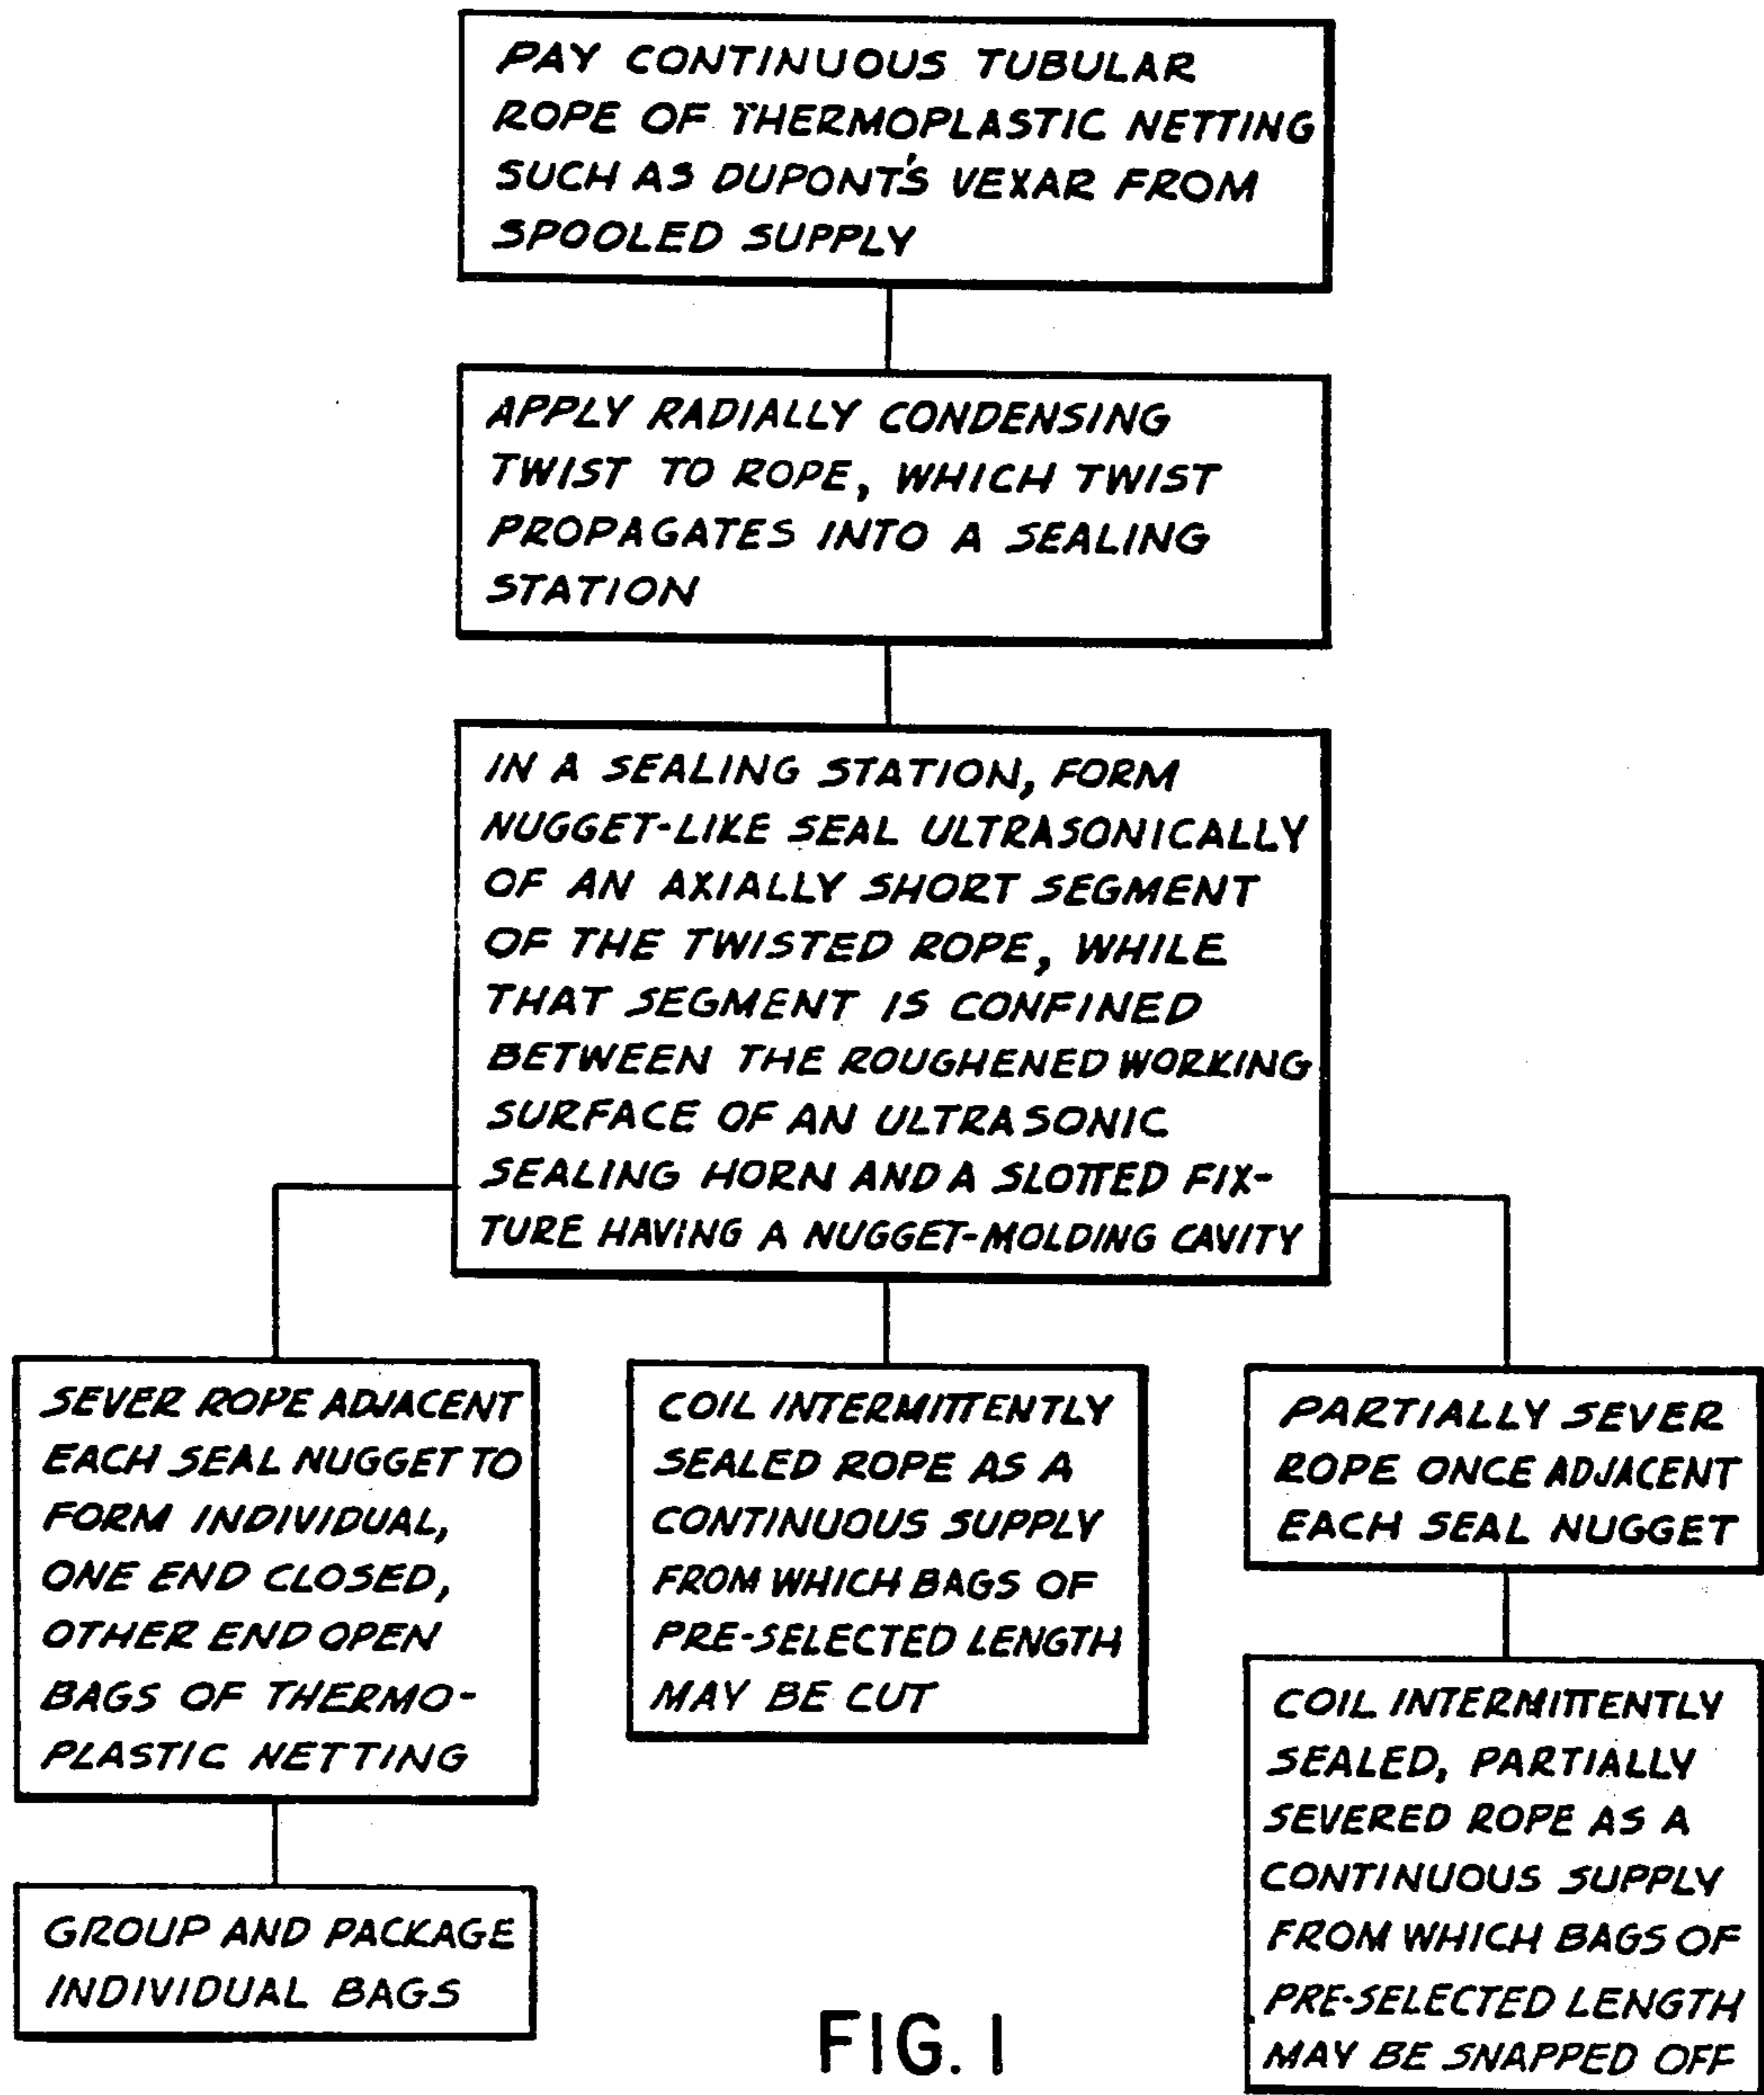 PAY CONTINUOUS TUBULAR
ROPE OF THERMOPLASTIC NETTING
SUCH AS DUPONT'S VEXAR FROM
SPOOLED SUPPLY
APPLY RADIALLY CONDENSING
TWIST TO ROPE, WHICH TWIST
PROPAGATES INTO A SEALING
STATION
IN A SEALING STATION, FORM
NUGGET-LIKE SEAL ULTRASONICALLY
OF AN AXIALLY SHORT SEGMENT
OF THE TWISTED ROPE, WHILE
THAT SEGMENT IS CONFINED
BETWEEN THE ROUGHENED WORKING
SURFACE OF AN ULTRASONIC
SEALING HORN AND A SLOTTED FIX-
TURE HAVING A NUGGET-MOLDING CAVITY
SEVER ROPE ADJACENT
EACH SEAL NUGGET TO
FORM INDIVIDUAL,
ONE END CLOSED,
OTHER END OPEN
BAGS OF THERMO-
PLASTIC NETTING
GROUP AND PACKAGE
INDIVIDUAL BAGS
COIL INTERMITTENTLY
SEALED ROPE AS A
CONTINUOUS SUPPLY
FROM WHICH BAGS OF
PRE-SELECTED LENGTH
MAY BE CUT
PARTIALLY SEVER
ROPE ONCE ADJACENT
EACH SEAL NUGGET
COIL INTERMITTENTLY
SEALED, PARTIALLY
SEVERED ROPE AS A
CONTINUOUS SUPPLY
FROM WHICH BAGS OF
PRE-SELECTED LENGTH
MAY BE SNAPPED OFF
FIG. 1